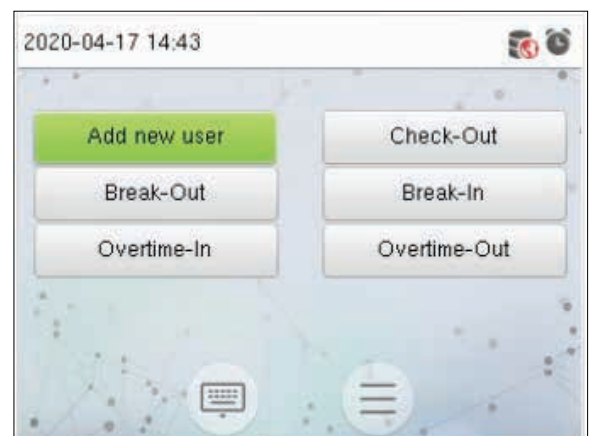 2020-04-17 14:43
Add new user
Check-Out
Break-Out
Break-In
Overtime-In
Overtime-Out